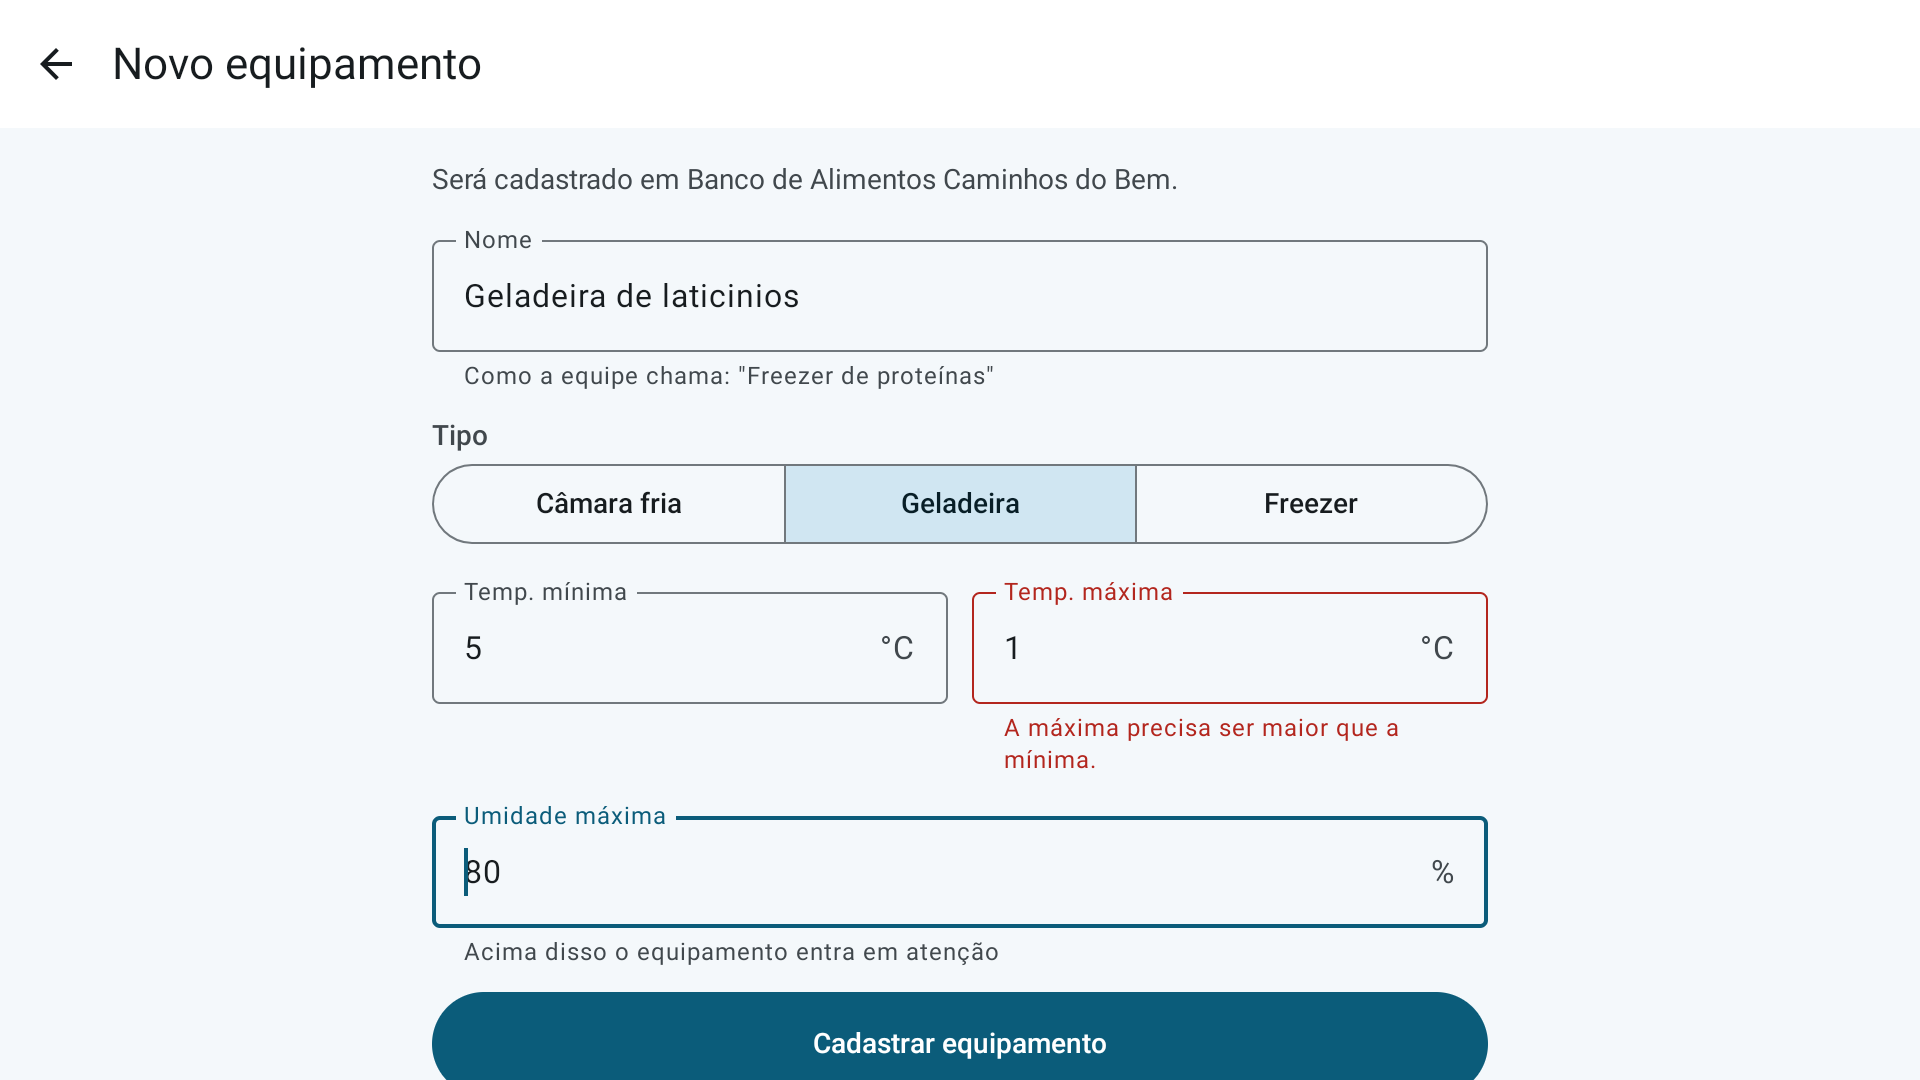 Novo equipamento
Será cadastrado em Banco de Alimentos Caminhos do Bem.
Nome
Geladeira de laticinios
Como a equipe chama: "Freezer de proteínas"
Tipo
Câmara fria
Geladeira
Freezer
Temp. mínima
5 °C
Temp. máxima
1 °C
A máxima precisa ser maior que a
mínima.
Umidade máxima
80 %
Acima disso o equipamento entra em atenção
Cadastrar equipamento